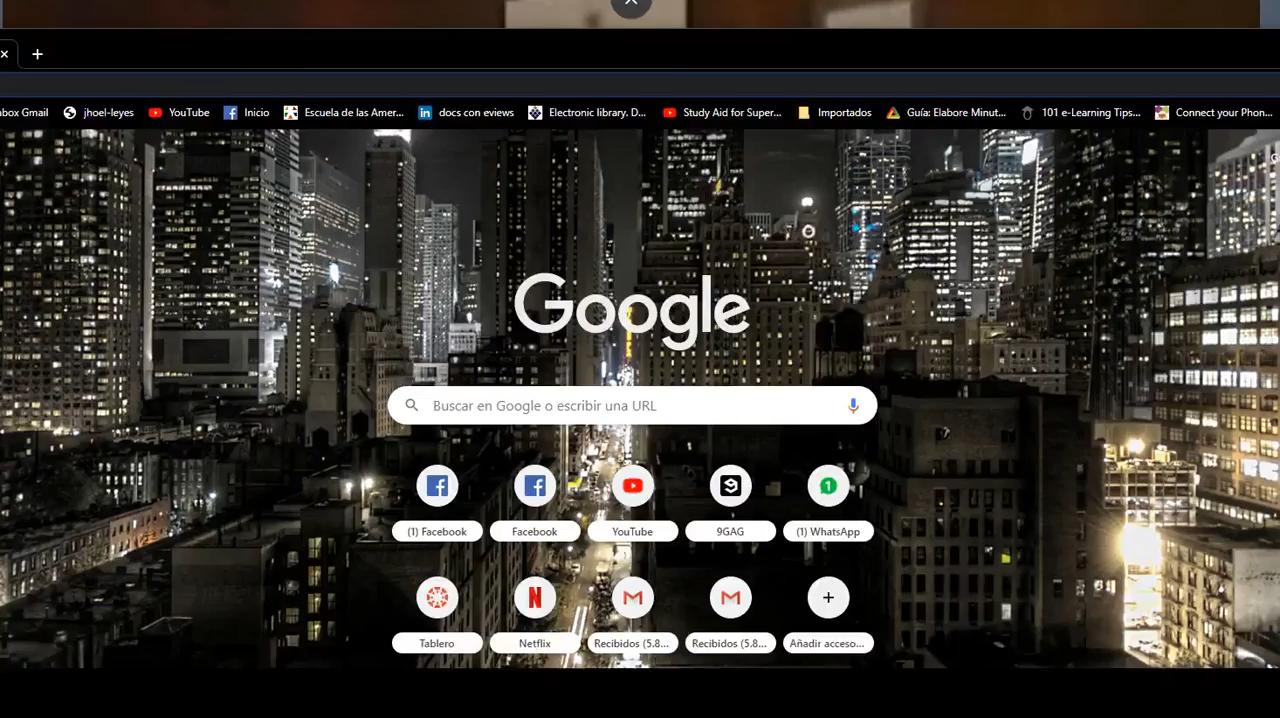 nbox Gmail jhoel-leyes YouTube Inicio Escuela de las Amer... docs con eviews Electronic library. D... Study Aid for Super... Importados Guía: Elabore Minut... 101 e-Learning Tips... Connect your Phon...
Google
Buscar en Google o escribir una URL
(1) Facebook Facebook YouTube 9GAG (1) WhatsApp
Tablero Netflix Recibidos (5.8... Recibidos (5.8... Añadir acceso...